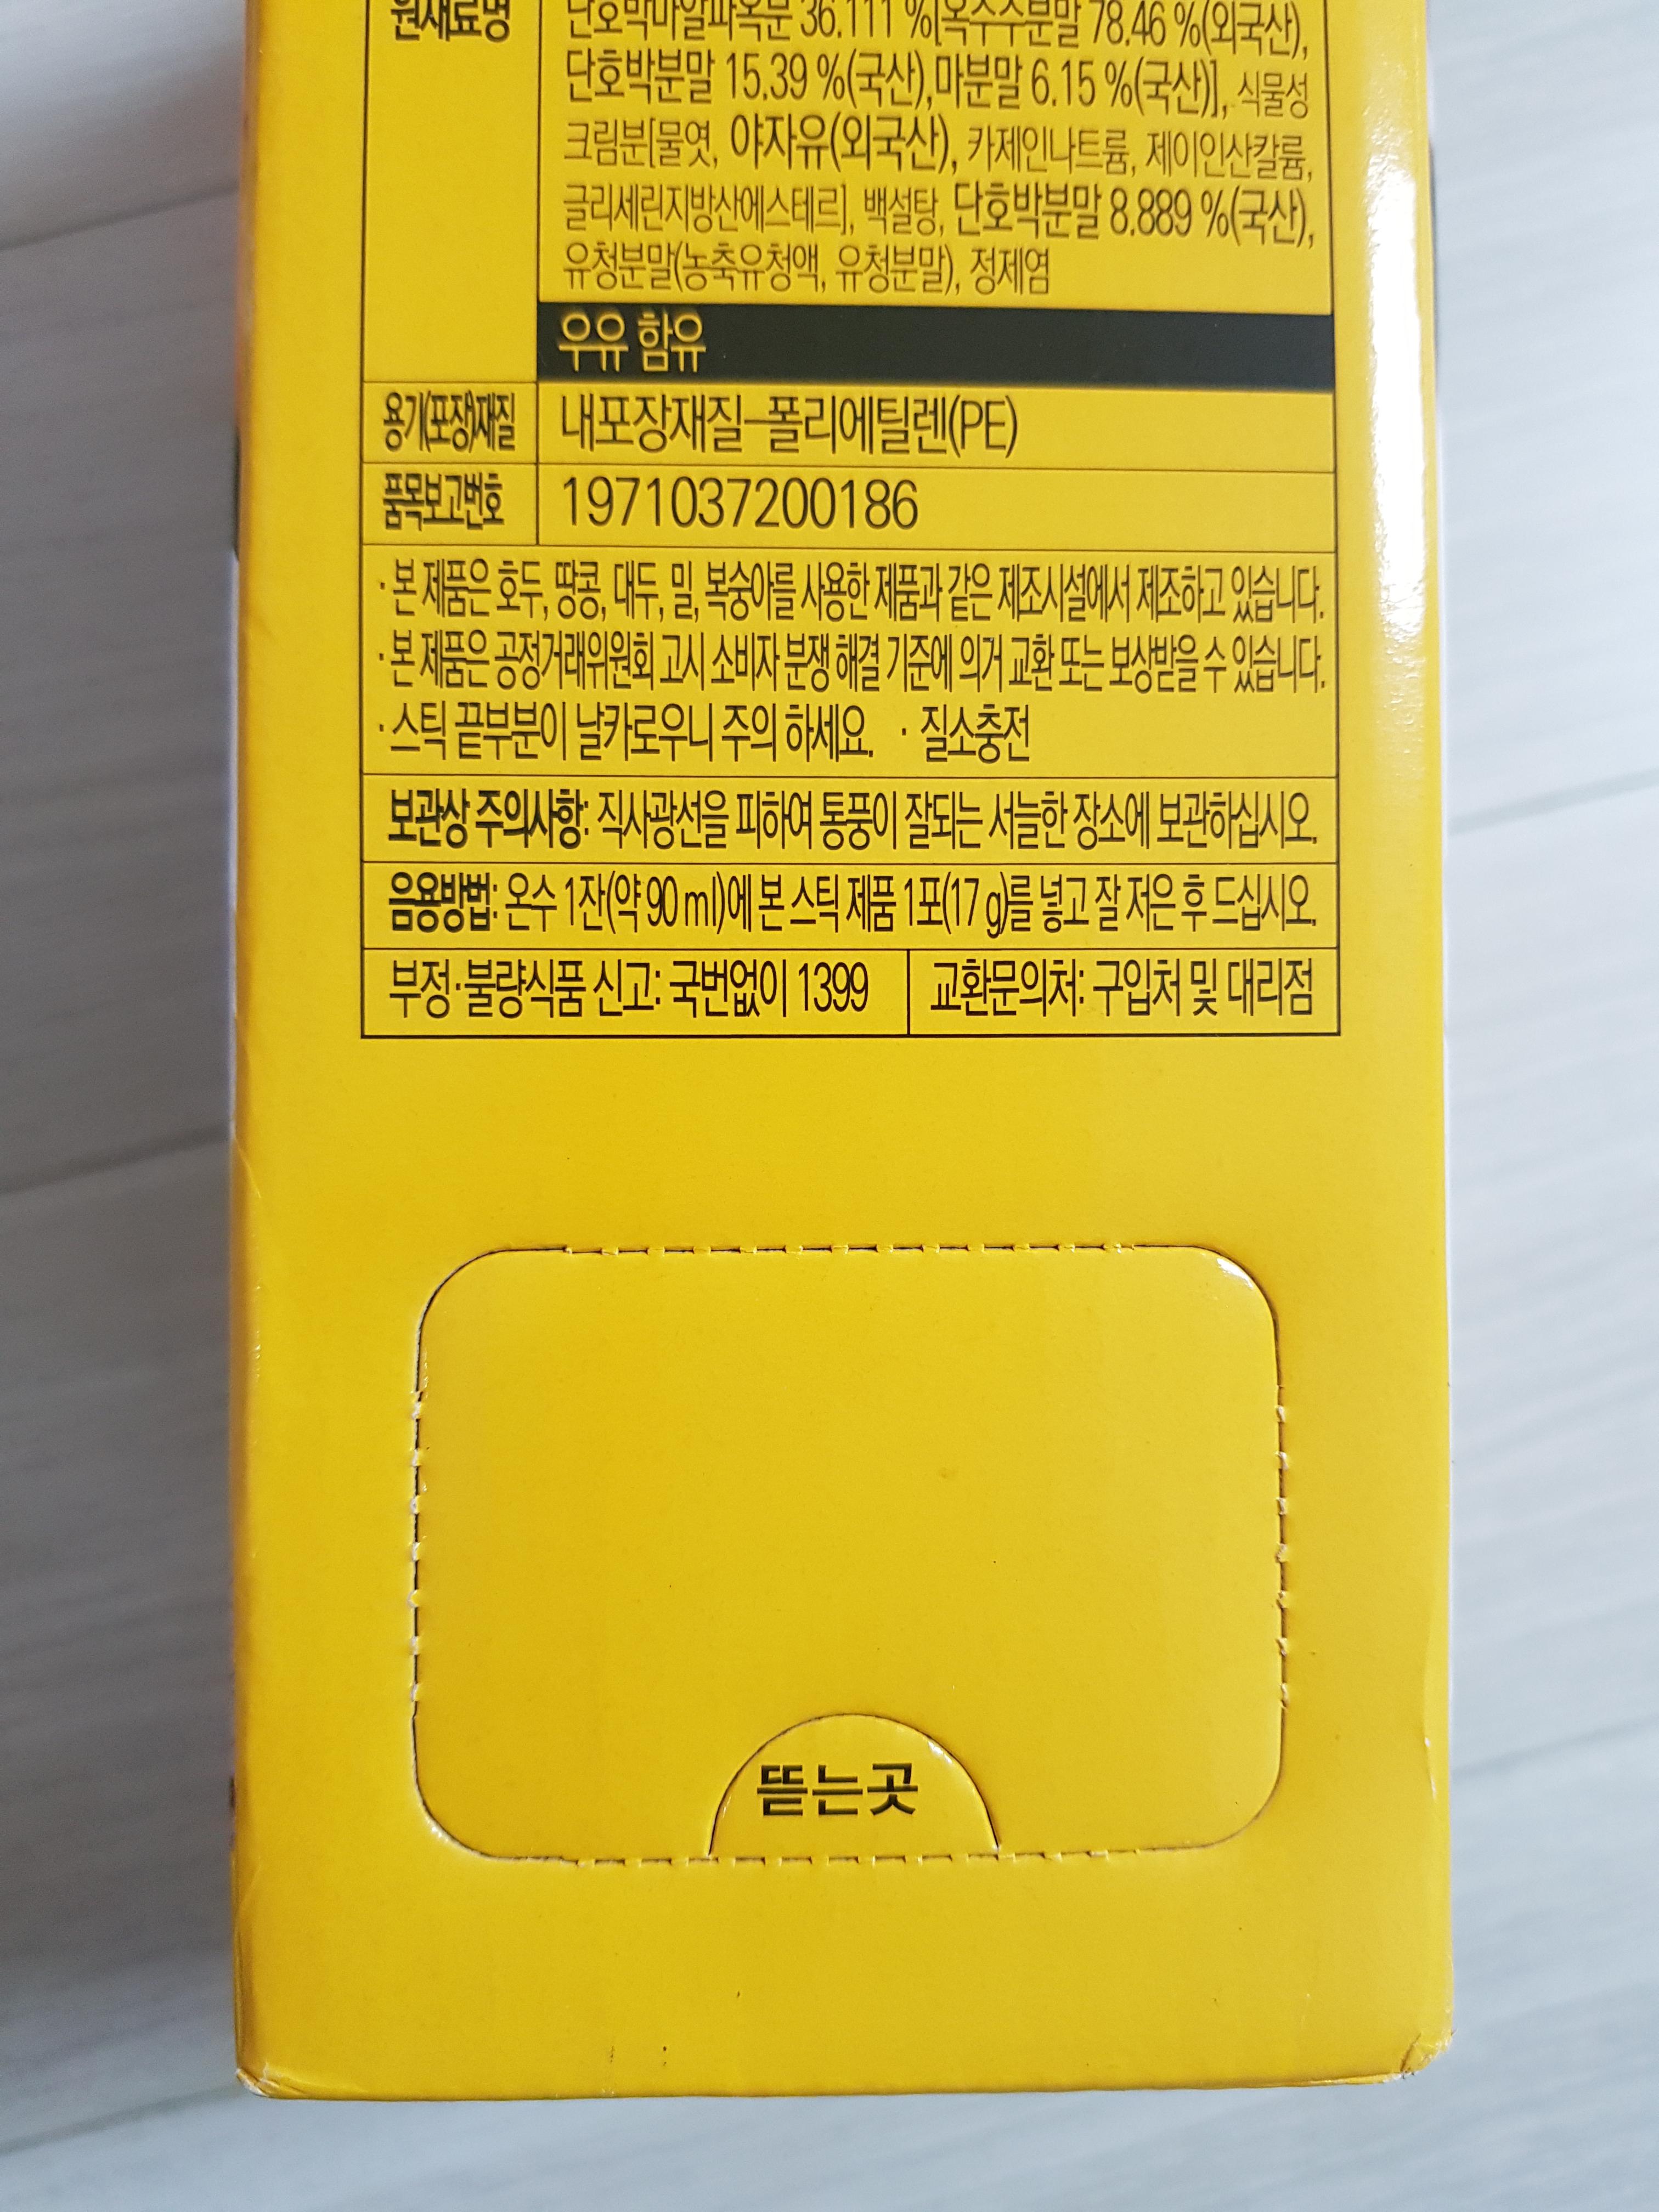 원재료명
단호박마알파옥분 36.111 %[옥수수분말 78.46 %(외국산),
단호박분말 15.39 %(국산),마분말 6.15 %(국산)], 식물성
크림분[물엿, 야자유(외국산), 카제인나트륨, 제이인산칼륨,
글리세린지방산에스테르], 백설탕, 단호박분말 8.889 %(국산),
유청분말(농축유청액, 유청분말), 정제염
우유 함유
용기(포장)재질 내포장재질-폴리에틸렌(PE)
품목보고번호 1971037200186
· 본 제품은 호두, 땅콩, 대두, 밀, 복숭아를 사용한 제품과 같은 제조시설에서 제조하고 있습니다.
· 본 제품은 공정거래위원회 고시 소비자 분쟁 해결 기준에 의거 교환 또는 보상받을 수 있습니다.
· 스틱 끝부분이 날카로우니 주의 하세요. · 질소충전
보관상 주의사항: 직사광선을 피하여 통풍이 잘되는 서늘한 장소에 보관하십시오.
음용방법: 온수 1잔(약 90 ml)에 본 스틱 제품 1포(17 g)를 넣고 잘 저은 후 드십시오.
부정·불량식품 신고: 국번없이 1399 교환문의처: 구입처 및 대리점
뜯는곳